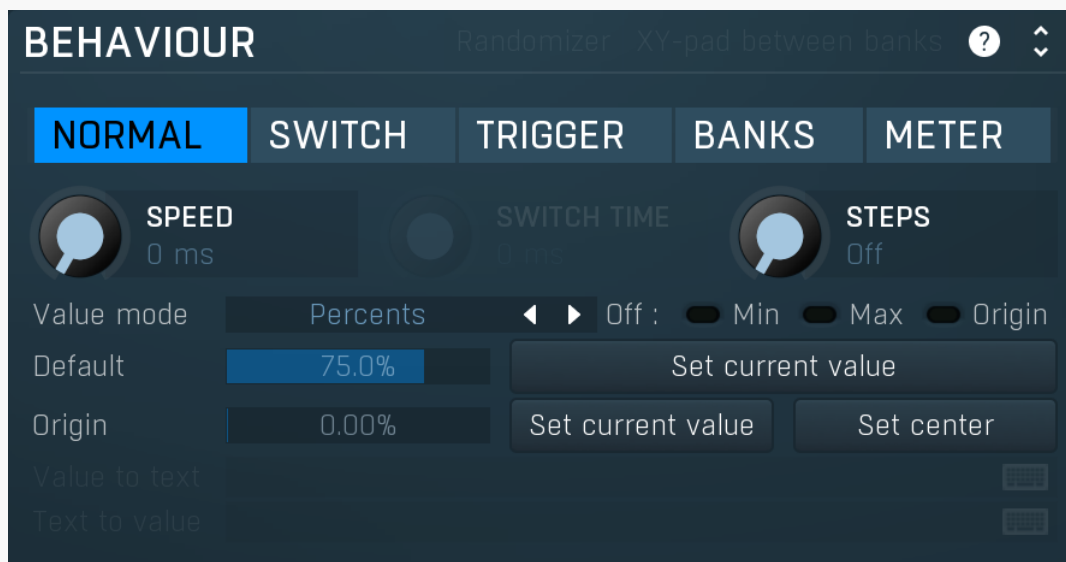 BEHAVIOUR Randomizer XY-pad between banks ?
NORMAL SWITCH TRIGGER BANKS METER
SPEED SWITCH TIME STEPS
0 ms 0 ms Off
Value mode Percents Off : Min Max Origin
Default 75.0% Set current value
Origin 0.00% Set current value Set center
Value to text
Text to value